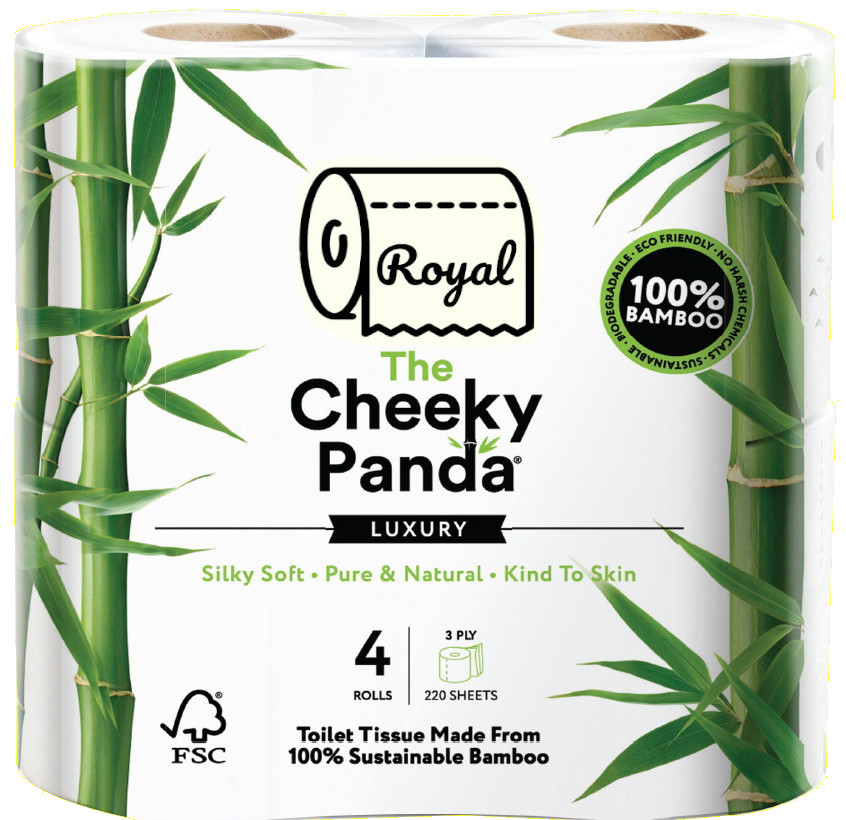 Royal
BIODEGRADABLE · ECO FRIENDLY · NO HARSH CHEMICALS · SUSTAINABLE ·
100%
BAMBOO
The
Cheeky
Panda®
LUXURY
Silky Soft • Pure & Natural • Kind To Skin
4
ROLLS
3 PLY
220 SHEETS
®
FSC
Toilet Tissue Made From
100% Sustainable Bamboo